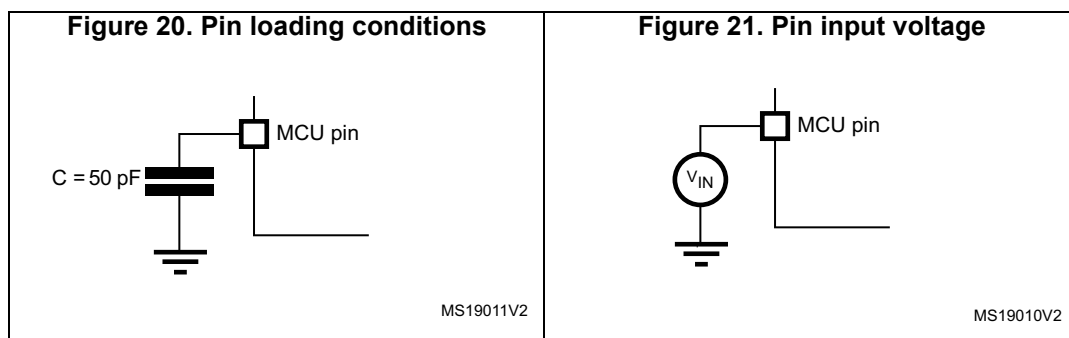 Figure 20. Pin loading conditions
MCU pin
C = 50 pF
MS19011V2
Figure 21. Pin input voltage
MCU pin
VIN
MS19010V2